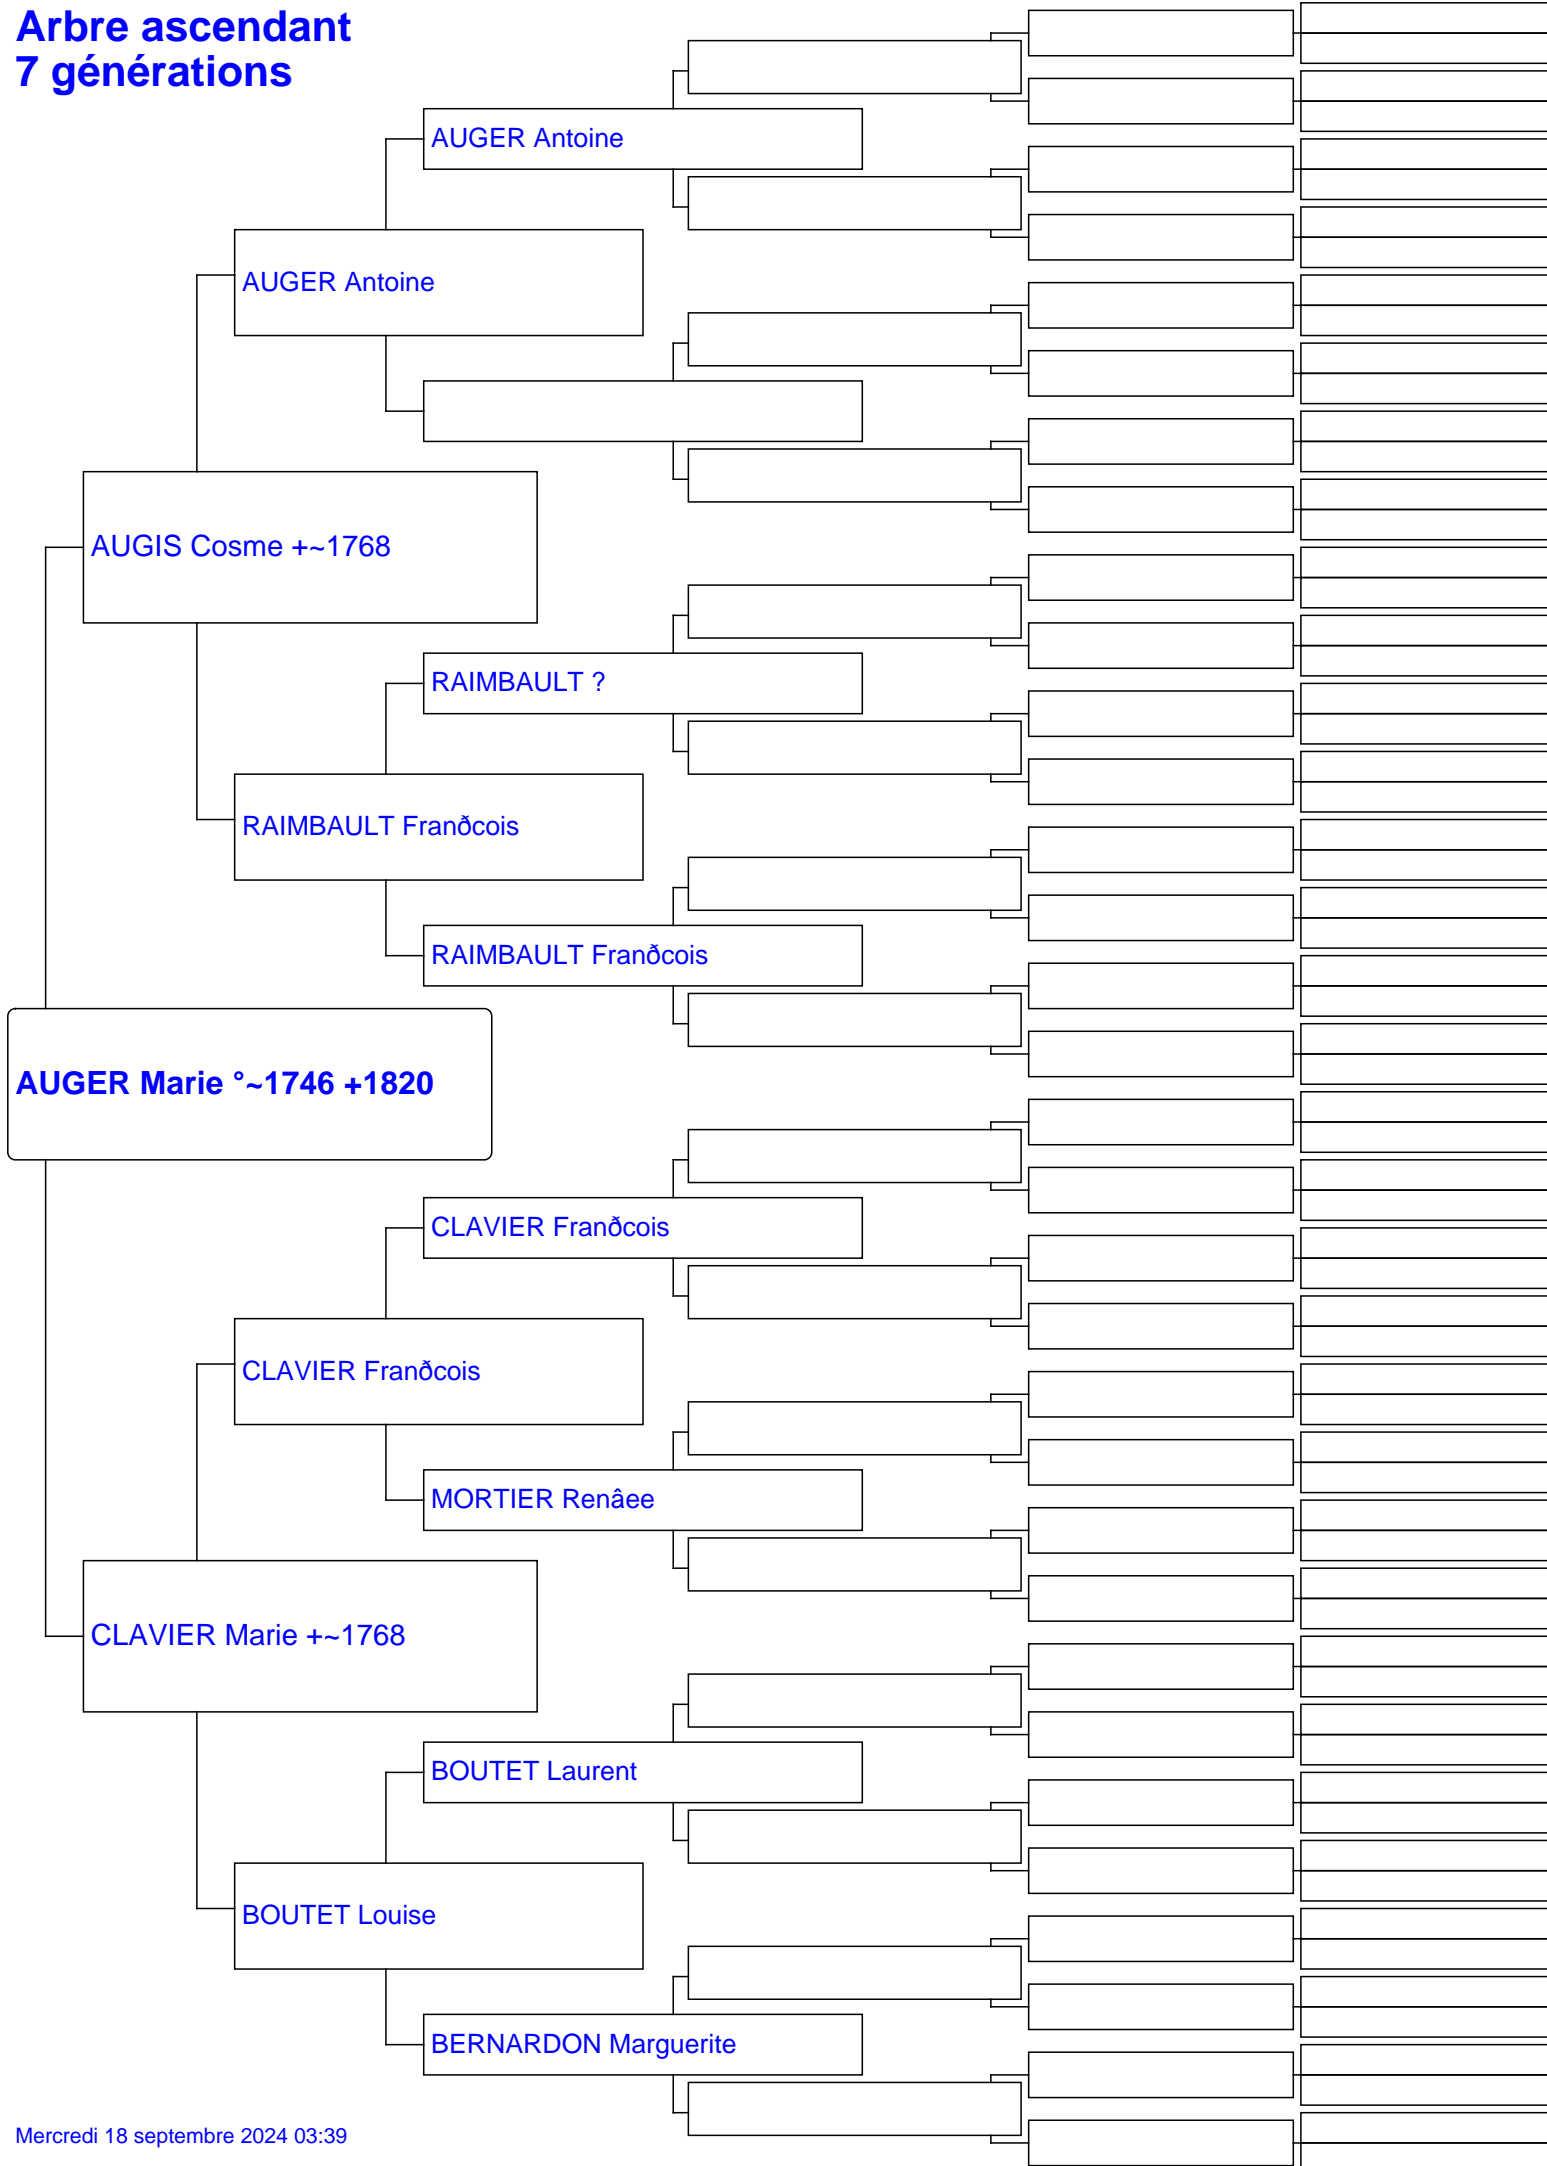 Arbre ascendant
7 générations
AUGER Antoine
AUGER Antoine
AUGIS Cosme +~1768
RAIMBAULT ?
RAIMBAULT Franðcois
RAIMBAULT Franðcois
AUGER Marie °~1746 +1820
CLAVIER Franðcois
CLAVIER Franðcois
MORTIER Renâee
CLAVIER Marie +~1768
BOUTET Laurent
BOUTET Louise
BERNARDON Marguerite
Mercredi 18 septembre 2024 03:39